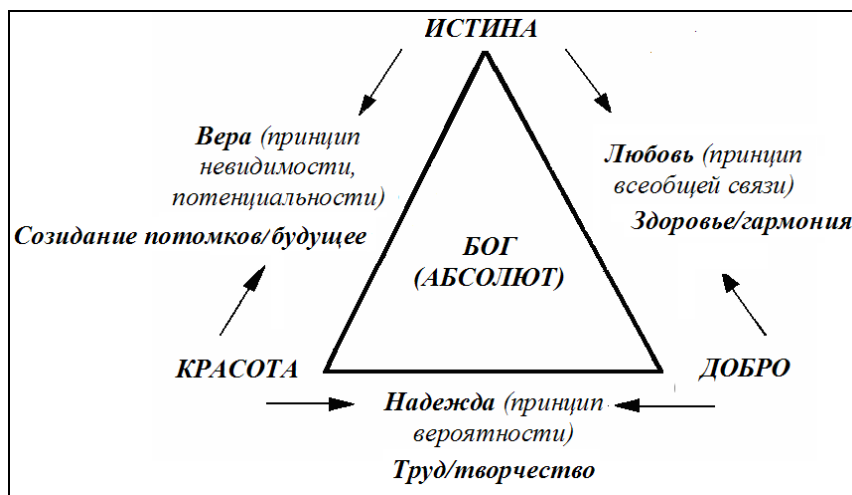 ИСТИНА
Вера (принцип
невидимости,
потенциальности)
Созидание потомков/будущее
Любовь (принцип
всеобщей связи)
Здоровье/гармония
БОГ
(АБСОЛЮТ)
КРАСОТА
ДОБРО
Надежда (принцип
вероятности)
Труд/творчество